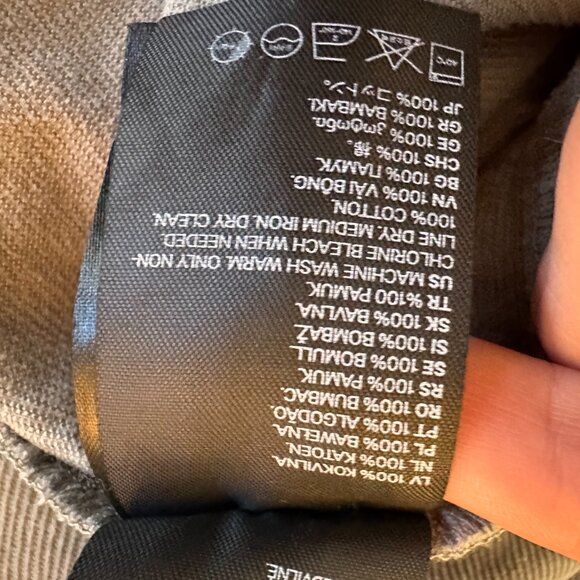 LV 100% KOKVILNA.
NL 100% KATOEN.
PL 100% BAWEŁNA.
PT 100% ALGODÃO.
RO 100% BUMBAC.
RS 100% PAMUK.
SE 100% BOMULL.
SI 100% BOMBAŽ.
SK 100% BAVLNA.
TR %100 PAMUK.
US MACHINE WASH WARM. ONLY NON-
CHLORINE BLEACH WHEN NEEDED.
LINE DRY. MEDIUM IRON. DRY CLEAN.
100% COTTON.
VN 100% VẢI BÔNG.
BG 100% ПАМУК.
CHS 100% 棉.
GE 100%
GR 100% ΒΑΜΒΑΚΙ.
JP 100% コットン。
40°C
EDVILNĖ